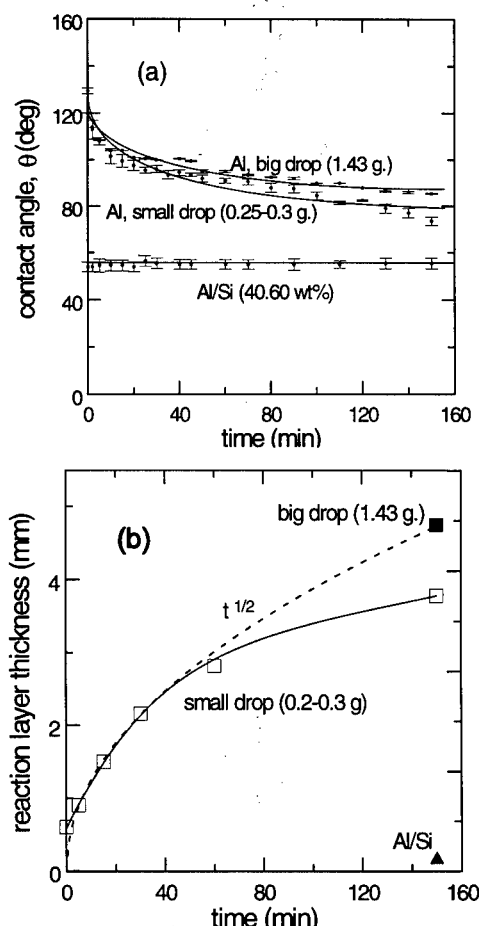 160
(a)
120
Al, big drop (1.43 g.)
80
Al, small drop (0.25-0.3 g.)
Al/Si (40.60 wt%)
40
0
contact angle, θ (deg)
0 40 80 120 160
time (min)
big drop (1.43 g.)
(b)
4
t 1/2
small drop (0.2-0.3 g)
2
Al/Si
0
reaction layer thickness (mm)
0 40 80 120 160
time (min)